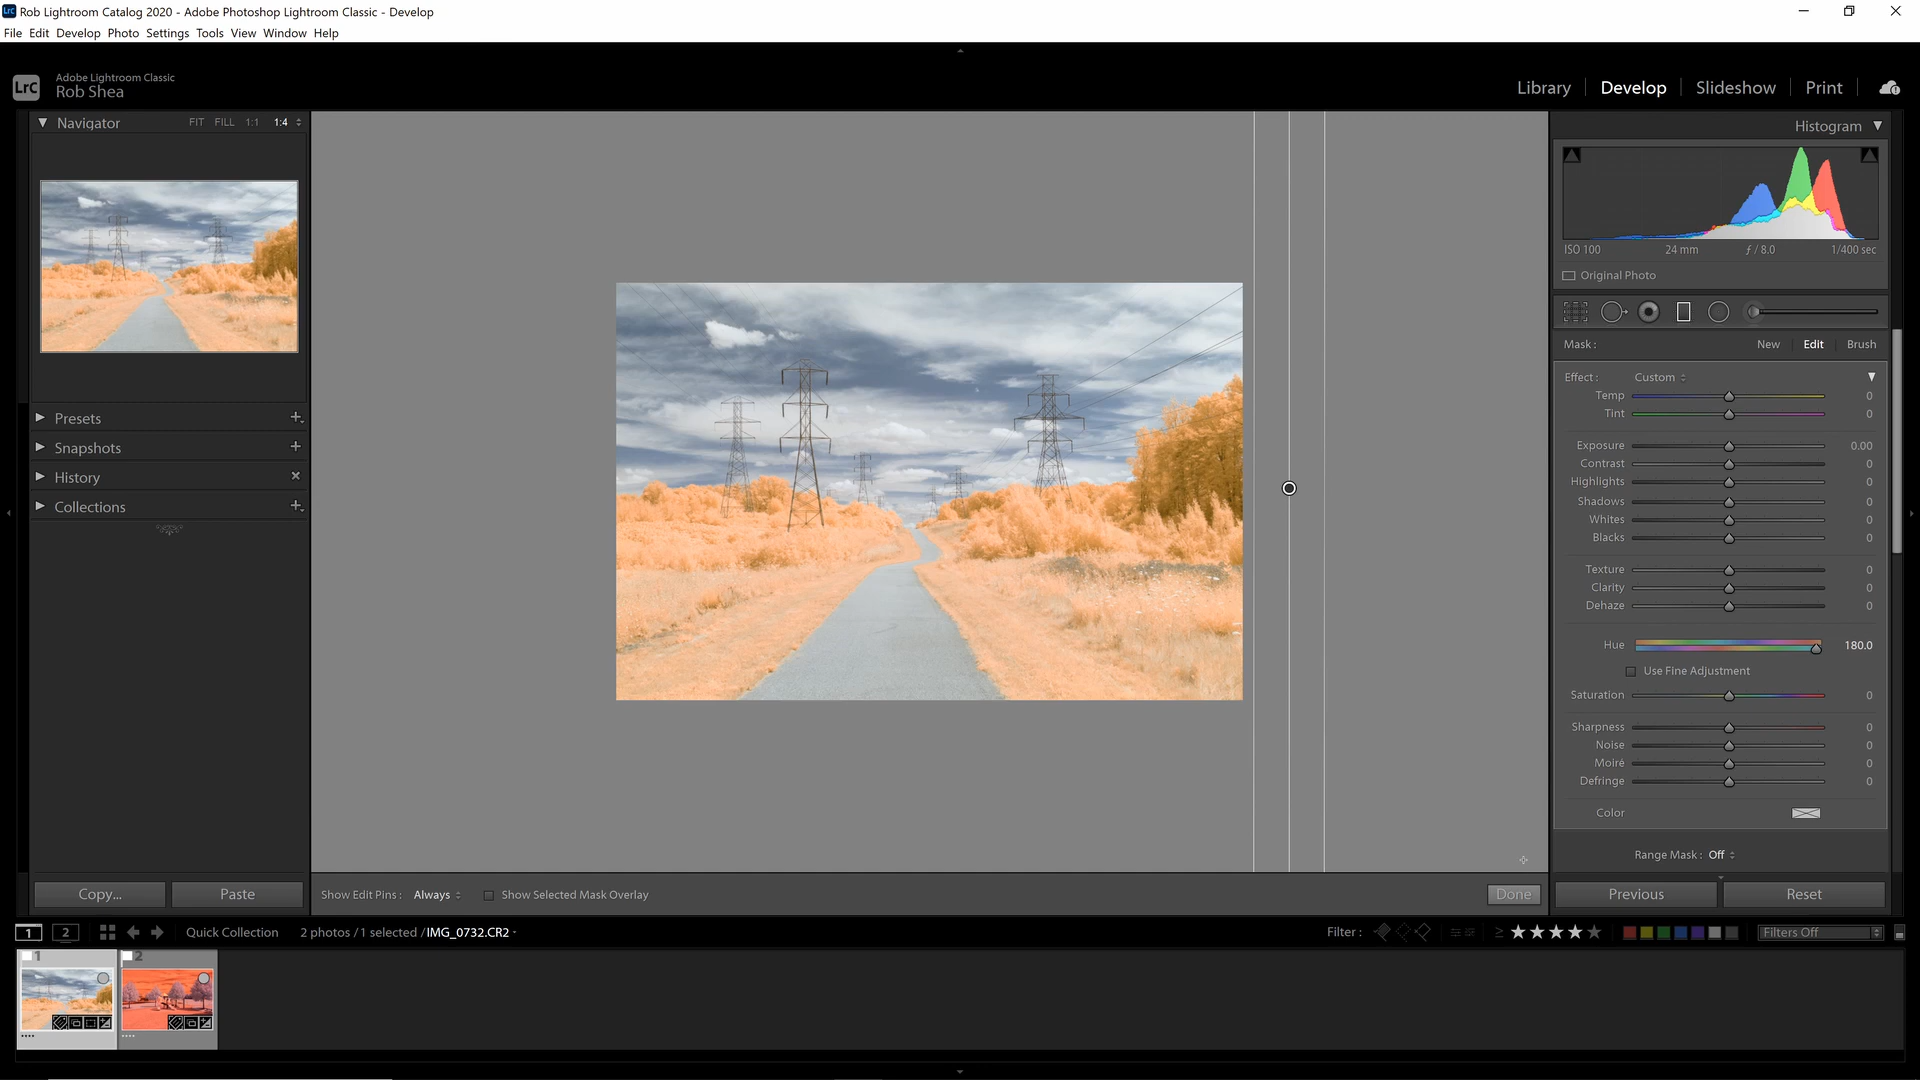 Lrc Rob Lightroom Catalog 2020 - Adobe Photoshop Lightroom Classic - Develop
File Edit Develop Photo Settings Tools View Window Help
LrC Adobe Lightroom Classic
Rob Shea
Library Develop Slideshow Print
Navigator FIT FILL 1:1 1:4
Presets
Snapshots
History
Collections
Copy... Paste
Show Edit Pins : Always Show Selected Mask Overlay Done
Histogram
ISO 100 24 mm ƒ / 8.0 1/400 sec
Original Photo
Mask : New Edit Brush
Effect : Custom
Temp 0
Tint 0
Exposure 0.00
Contrast 0
Highlights 0
Shadows 0
Whites 0
Blacks 0
Texture 0
Clarity 0
Dehaze 0
Hue 180.0
Use Fine Adjustment
Saturation 0
Sharpness 0
Noise 0
Moiré 0
Defringe 0
Color
Range Mask : Off
Previous Reset
1 2 Quick Collection 2 photos / 1 selected / IMG_0732.CR2 Filter : ≥ Filters Off
1 2